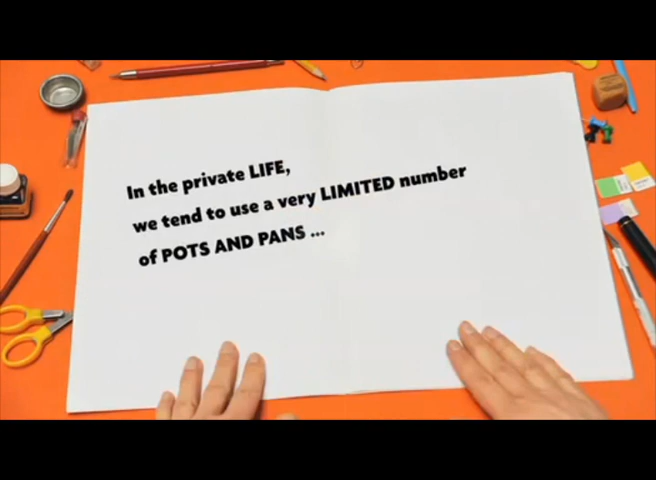 In the private LIFE,
we tend to use a very LIMITED number
of POTS AND PANS ...